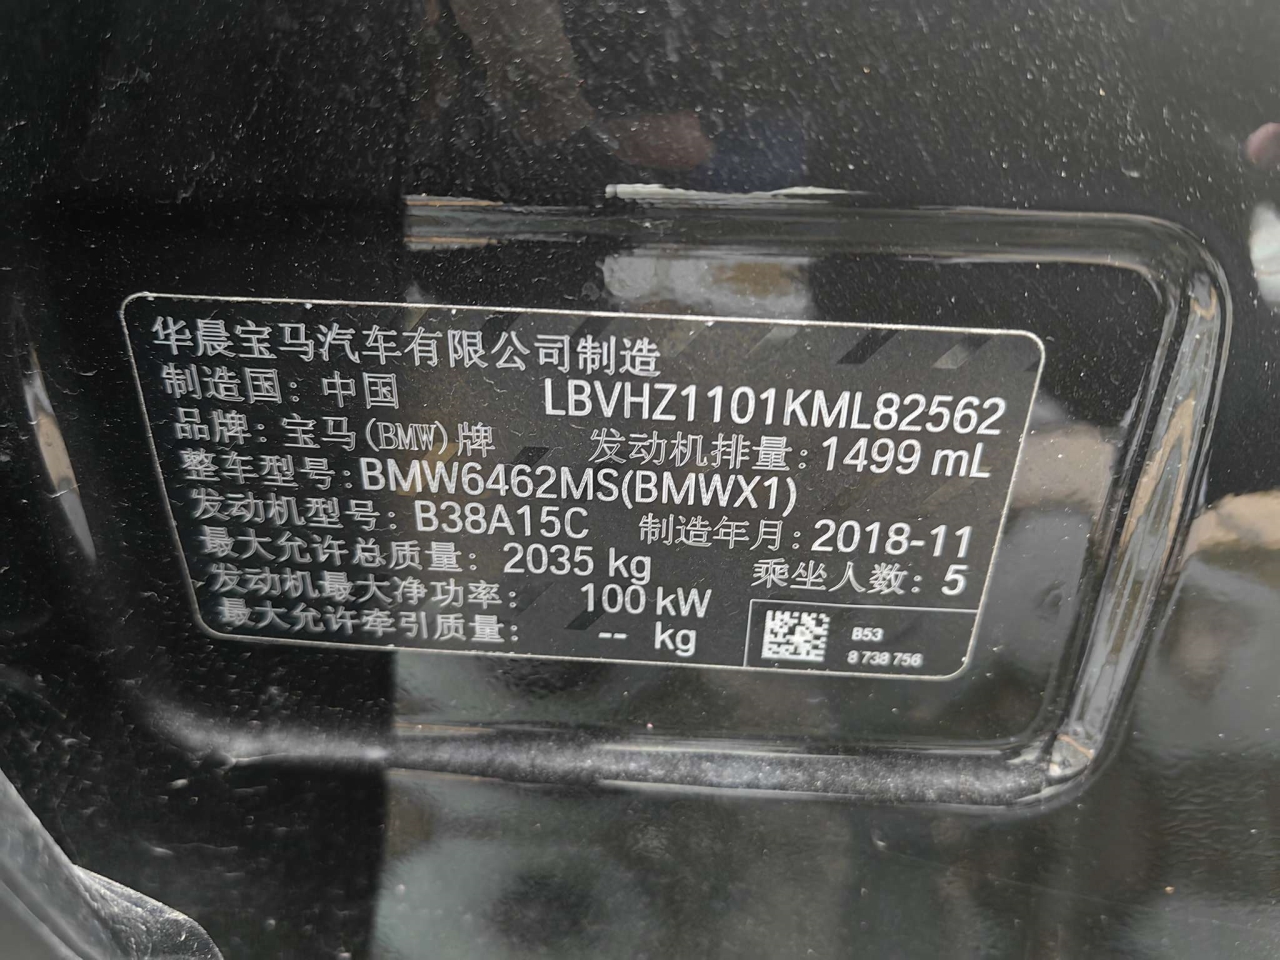 华晨宝马汽车有限公司制造
制造国：中国 LBVHZ1101KML82562
品牌：宝马(BMW)牌 发动机排量：1499 mL
整车型号：BMW6462MS(BMWX1)
发动机型号：B38A15C 制造年月：2018-11
最大允许总质量：2035 kg 乘坐人数：5
发动机最大净功率：100 kW
最大允许牵引质量：-- kg
B53
8 738 756